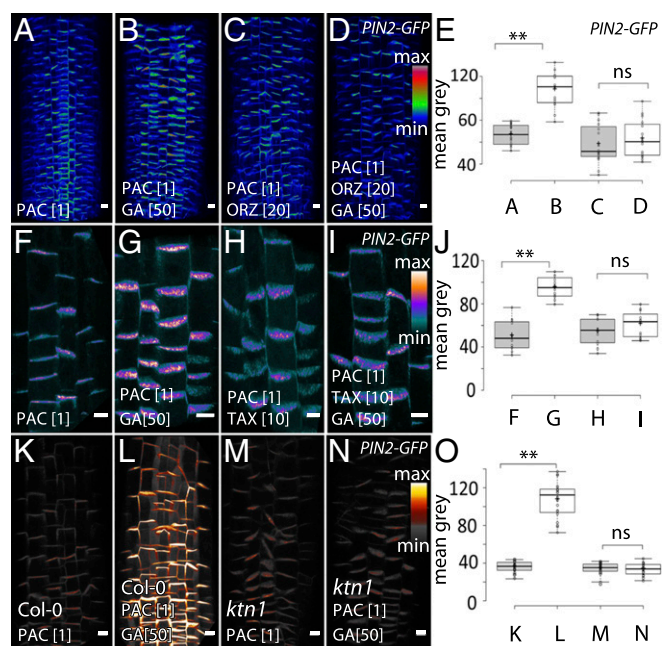 A
PAC [1]
B
PAC [1]
GA [50]
C
PAC [1]
ORZ [20]
D
PIN2-GFP
max
min
PAC [1]
ORZ [20]
GA [50]
E
PIN2-GFP
**
ns
mean grey
120
60
40
A B C D
F
PAC [1]
G
PAC [1]
GA[50]
H
PAC [1]
TAX [10]
I
PIN2-GFP
max
min
PAC [1]
TAX [10]
GA [50]
J
**
ns
mean grey
120
80
40
0
F G H I
K
Col-0
PAC [1]
L
Col-0
PAC [1]
GA[50]
M
ktn1
PAC [1]
N
PIN2-GFP
max
min
ktn1
PAC [1]
GA[50]
O
**
ns
mean grey
120
80
40
0
K L M N